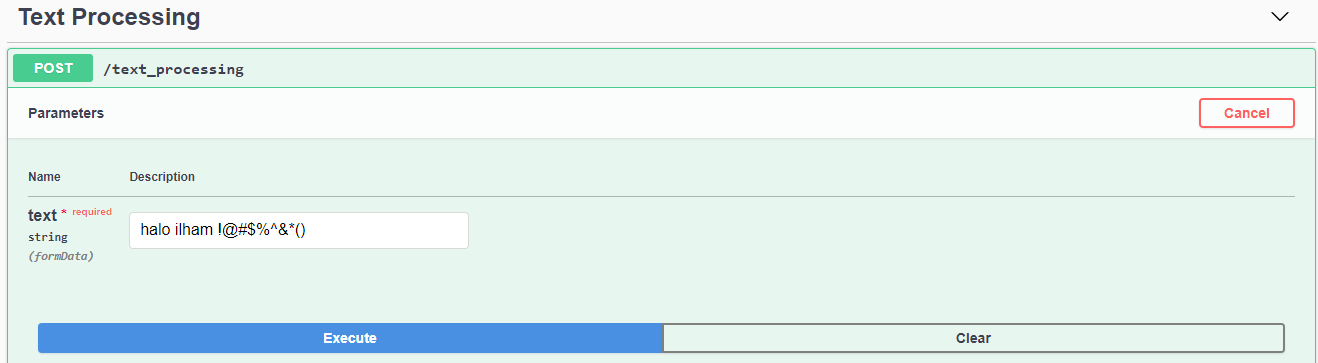 Text Processing
POST /text_processing
Parameters Cancel
Name Description
text * required halo ilham !@#$%^&*()
string
(formData)
Execute Clear